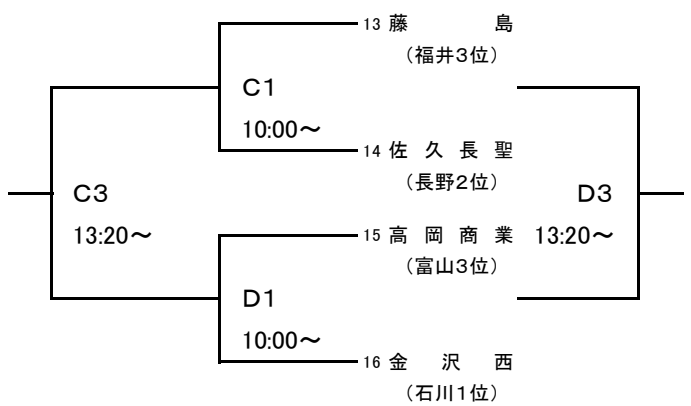 13 藤島
（福井3位）
C1
10:00～
14 佐久長聖
（長野2位）
C3
D3
13:20～
15 高岡商業
13:20～
（富山3位）
D1
10:00～
16 金沢西
（石川1位）